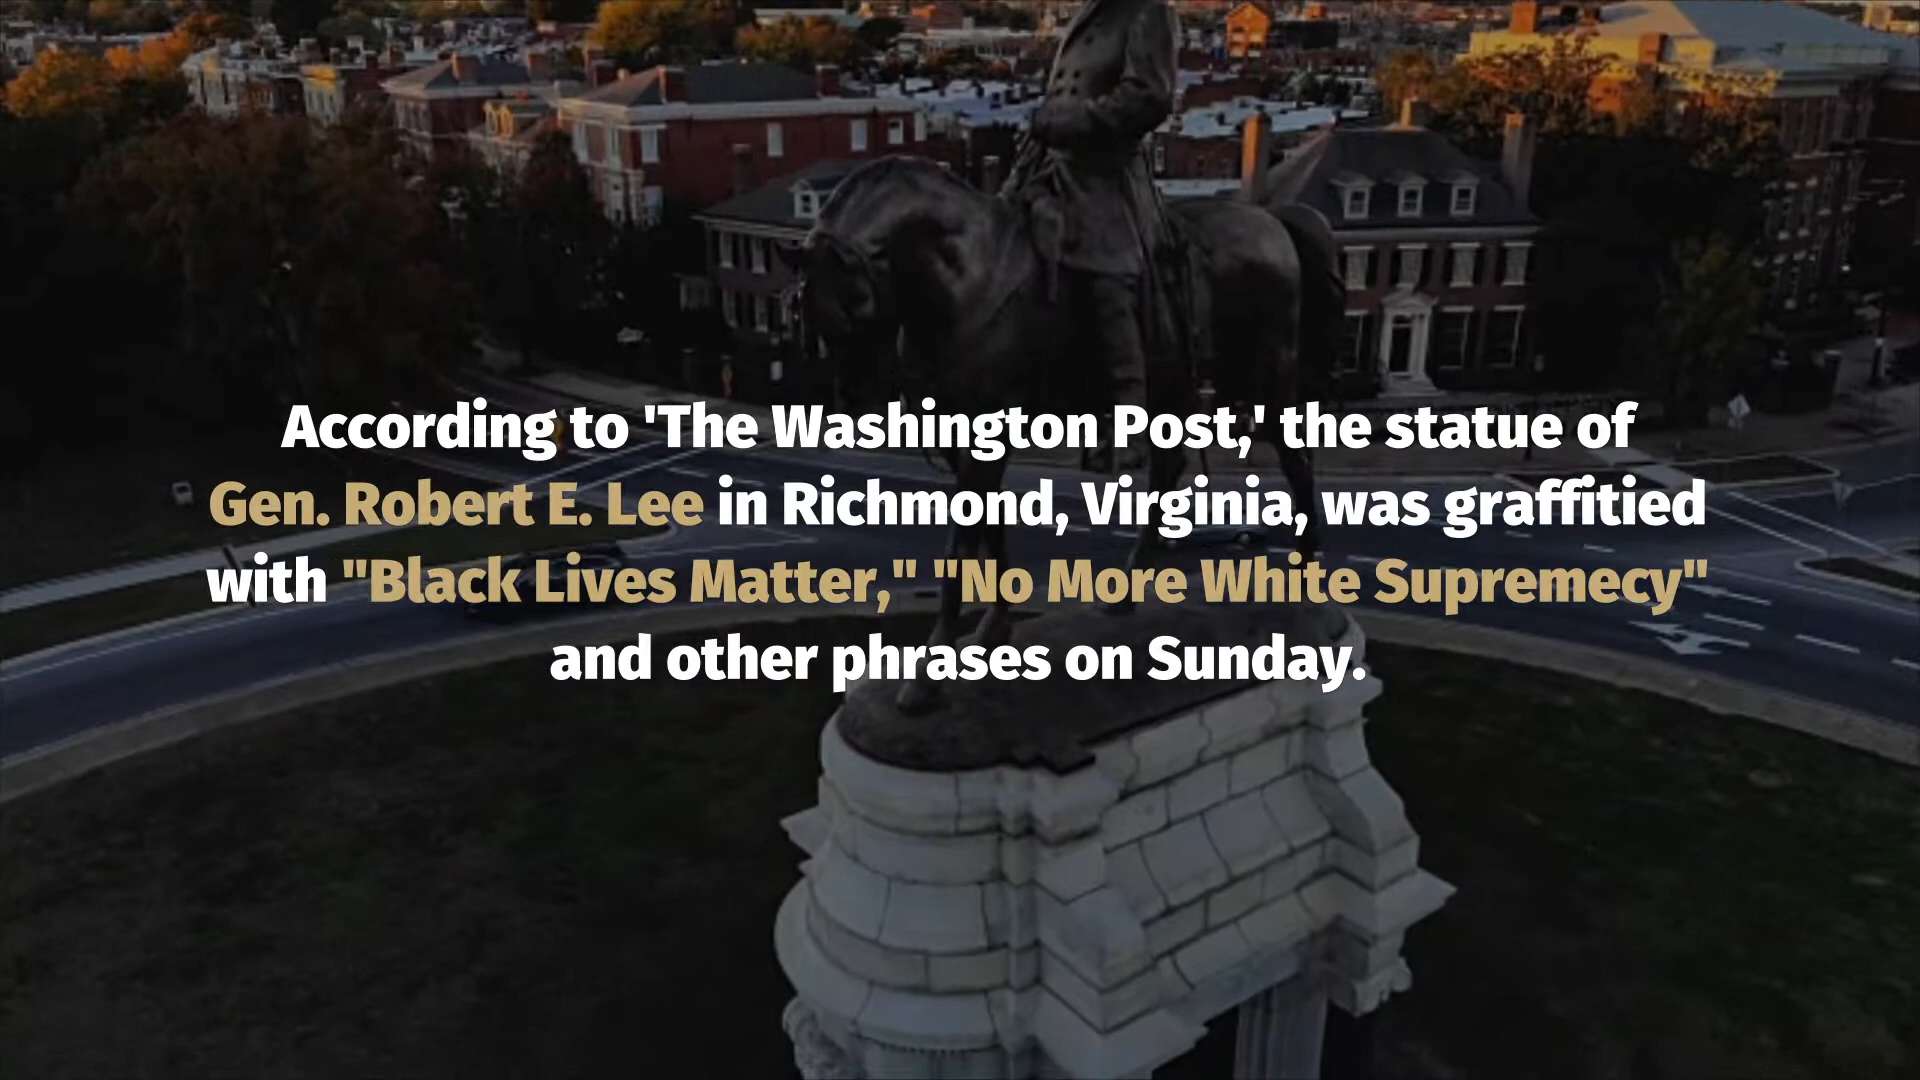 According to 'The Washington Post,' the statue of
Gen. Robert E. Lee in Richmond, Virginia, was graffitied
with "Black Lives Matter," "No More White Supremecy"
and other phrases on Sunday.